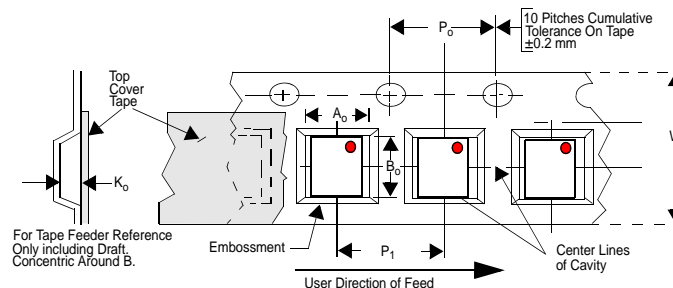 10 Pitches Cumulative
Tolerance On Tape
±0.2 mm
Po
Top
Cover
Tape
Ao
Bo
Ko
For Tape Feeder Reference
Only including Draft.
Concentric Around B.
Embossment
P1
Center Lines
of Cavity
User Direction of Feed